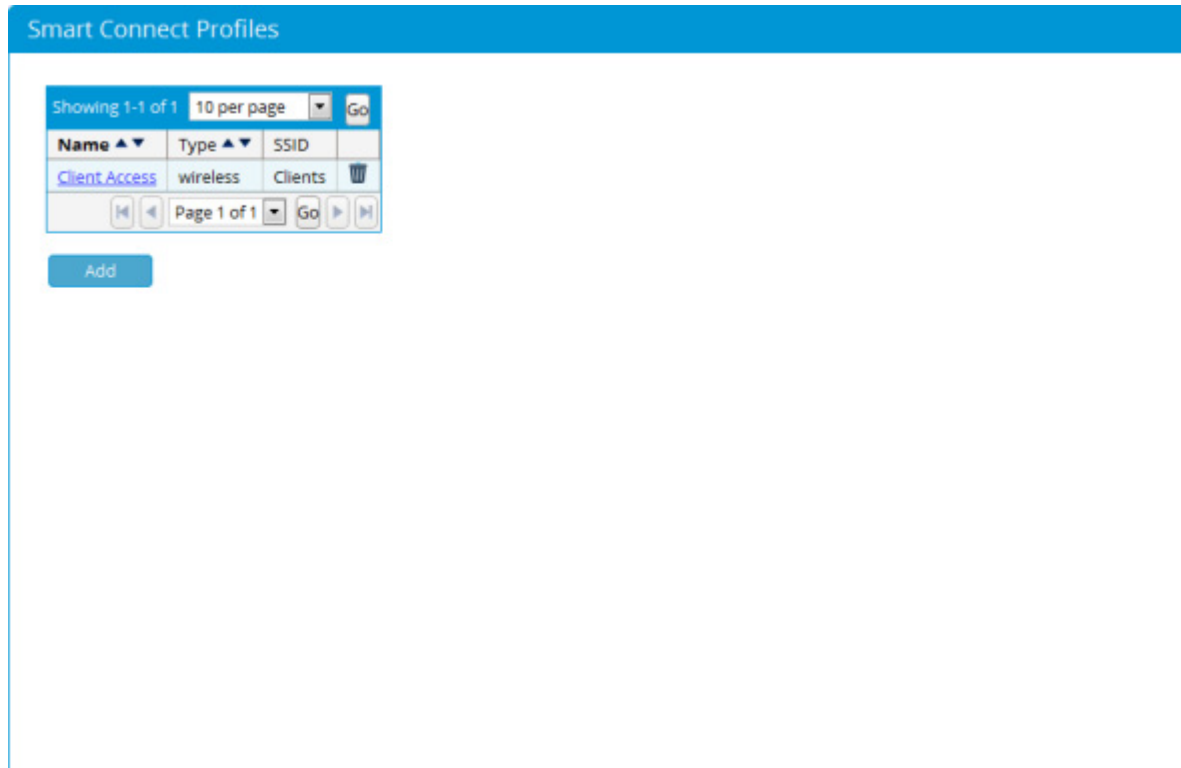 Smart Connect Profiles
Showing 1-1 of 1 10 per page Go
Name Type SSID
Client Access wireless Clients
Page 1 of 1 Go
Add